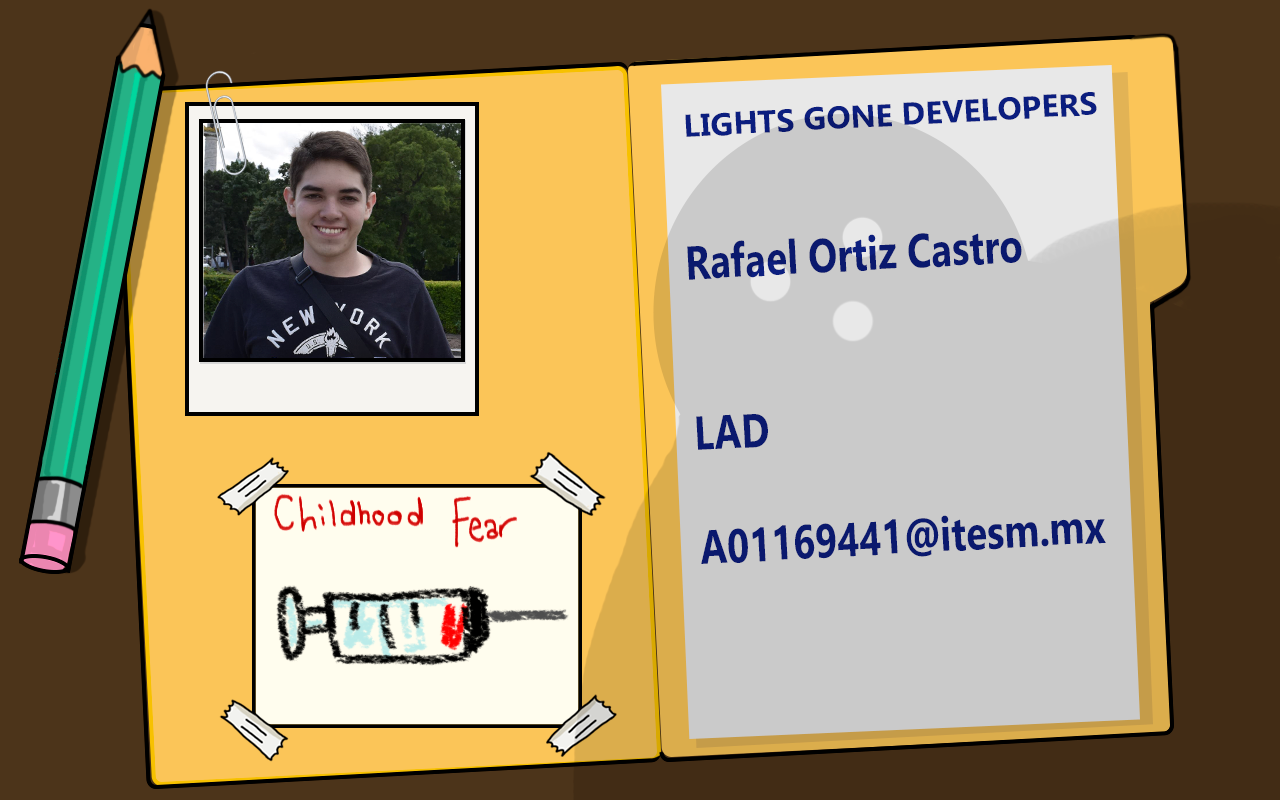 LIGHTS GONE DEVELOPERS
NEW YORK
U.S.
Rafael Ortiz Castro
LAD
A01169441@itesm.mx
Childhood Fear